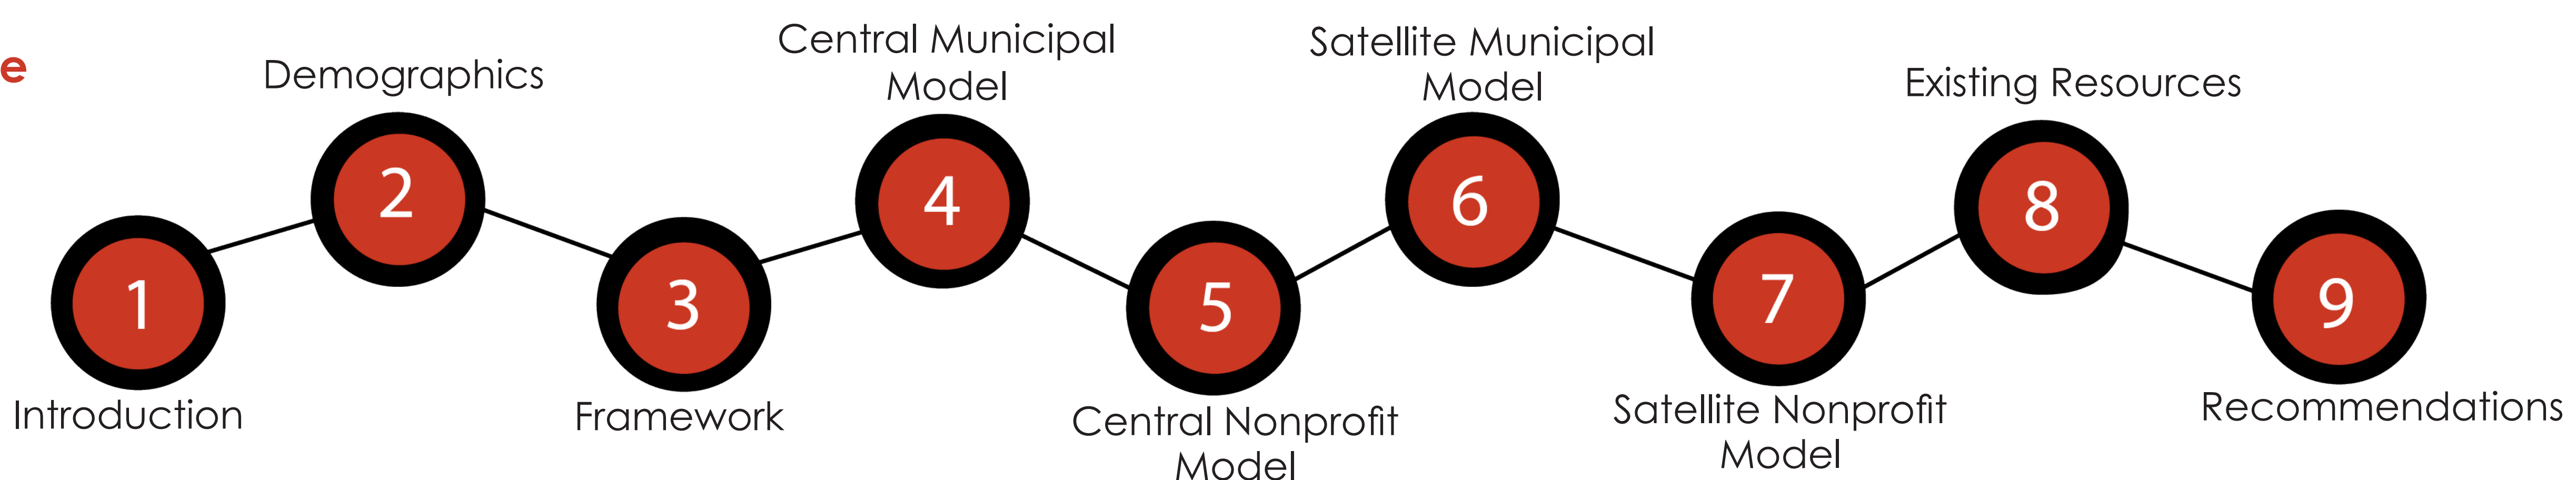 e
Demographics
Central Municipal
Model
Satellite Municipal
Model
Existing Resources
1
2
3
4
5
6
7
8
9
Introduction
Framework
Central Nonprofit
Model
Satellite Nonprofit
Model
Recommendations